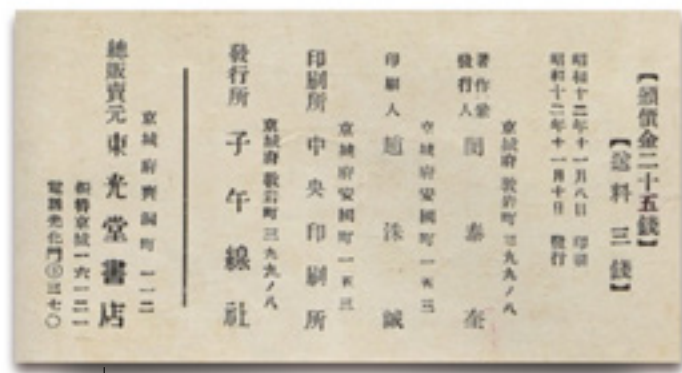 【頒價金二十五錢】
【送料 三錢】
昭和十二年十一月八日 印刷
昭和十二年十一月十日 發行
京城府敦岩町三九九ノ八
著作兼
發行人 閔泰奎
京城府安國町一五三
印刷人 趙洙誠
京城府安國町一五三
印刷所 中央印刷所
京城府敦岩町三九九ノ八
發行所 子午線社
京城府齊洞町一一二
總販賣元 東光堂書店
振替京城一六一二一
電話光化門③三七〇